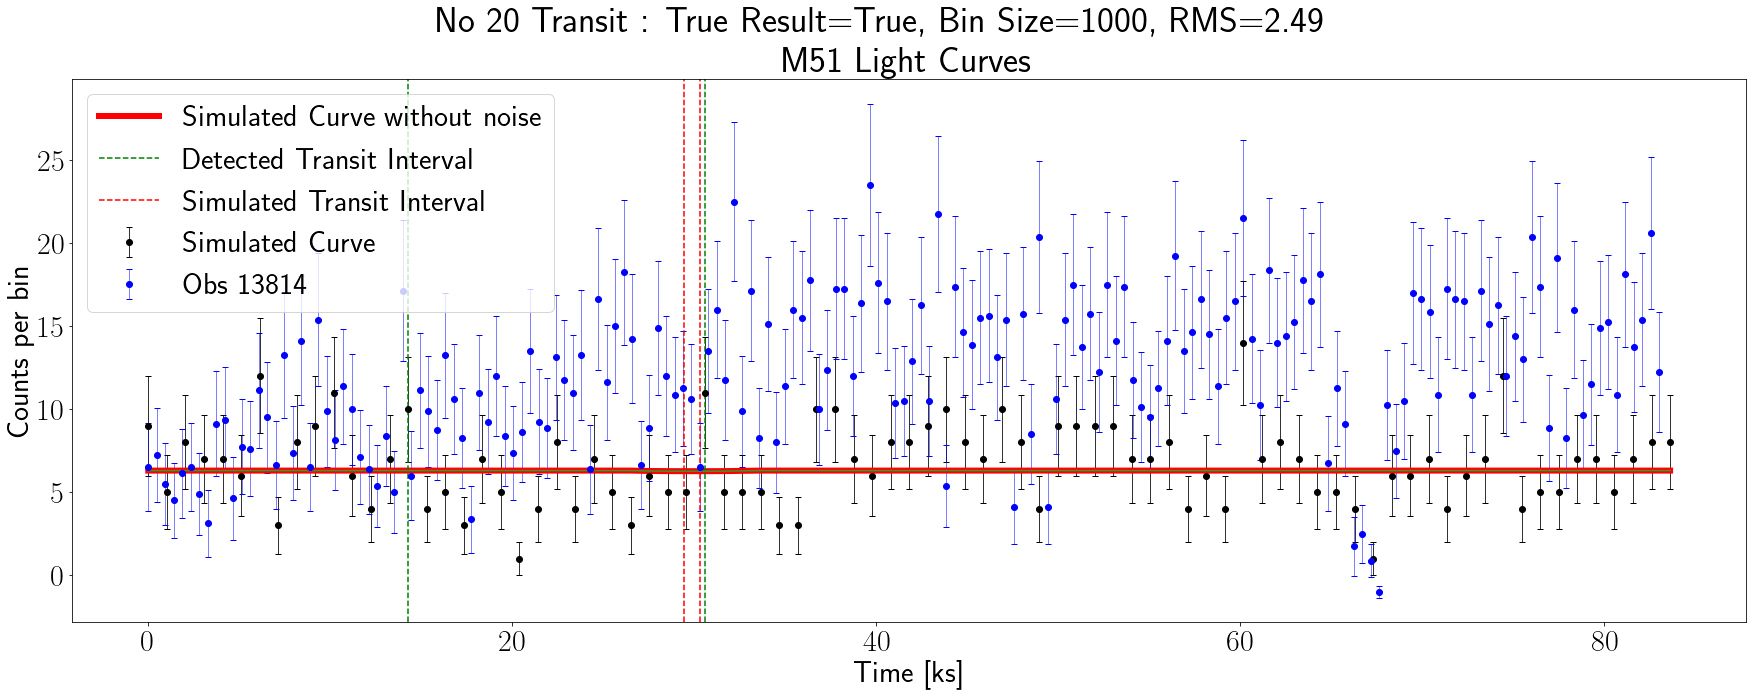 No 20 Transit : True Result=True, Bin Size=1000, RMS=2.49
M51 Light Curves
Simulated Curve without noise
Detected Transit Interval
Simulated Transit Interval
Simulated Curve
Obs 13814
Counts per bin
25
20
15
10
5
0
0 20 40 60 80
Time [ks]